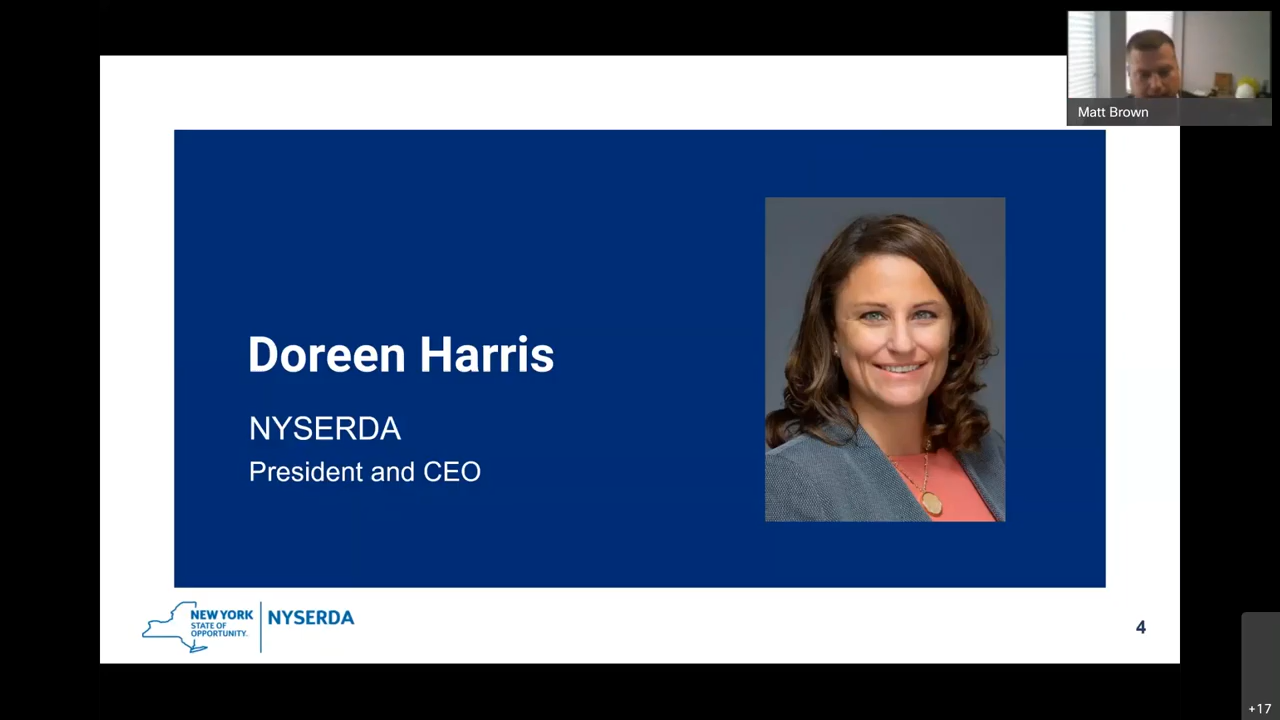 Matt Brown
Doreen Harris
NYSERDA
President and CEO
NEW YORK
STATE OF
OPPORTUNITY.
NYSERDA
4
+17